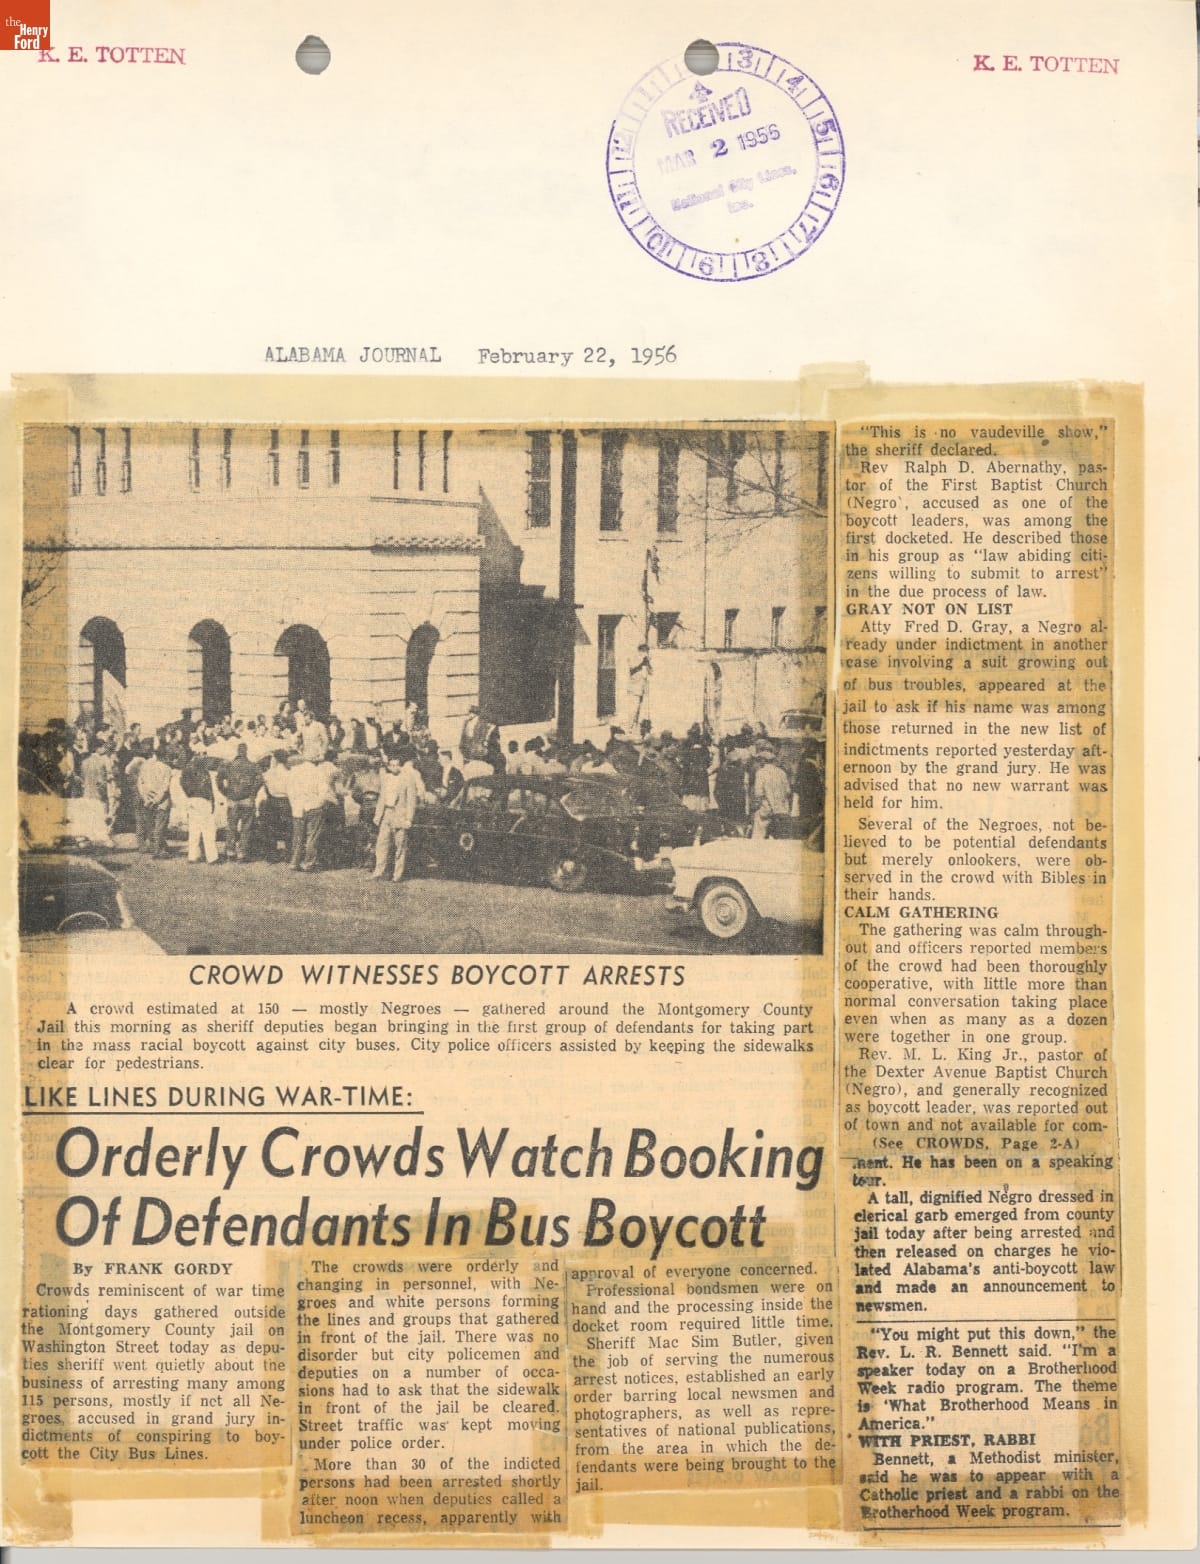 the
Henry
Ford
K. E. TOTTEN
K. E. TOTTEN
3 4 5 6 7 8 9 10 11 12 1
RECEIVED
MAR 2 1956
National City Lines,
Inc.
ALABAMA JOURNAL February 22, 1956
CROWD WITNESSES BOYCOTT ARRESTS
A crowd estimated at 150 — mostly Negroes — gathered around the Montgomery County
Jail this morning as sheriff deputies began bringing in the first group of defendants for taking part
in the mass racial boycott against city buses. City police officers assisted by keeping the sidewalks
clear for pedestrians.
LIKE LINES DURING WAR-TIME:
Orderly Crowds Watch Booking
Of Defendants In Bus Boycott
By FRANK GORDY
Crowds reminiscent of war time
rationing days gathered outside
the Montgomery County jail on
Washington Street today as depu-
ties sheriff went quietly about the
business of arresting many among
115 persons, mostly if not all Ne-
groes, accused in grand jury in-
dictments of conspiring to boy-
cott the City Bus Lines.
The crowds were orderly and
changing in personnel, with Ne-
groes and white persons forming
the lines and groups that gathered
in front of the jail. There was no
disorder but city policemen and
deputies on a number of occa-
sions had to ask that the sidewalk
in front of the jail be cleared.
Street traffic was kept moving
under police order.
More than 30 of the indicted
persons had been arrested shortly
after noon when deputies called a
luncheon recess, apparently with
approval of everyone concerned.
Professional bondsmen were on
hand and the processing inside the
docket room required little time.
Sheriff Mac Sim Butler, given
the job of serving the numerous
arrest notices, established an early
order barring local newsmen and
photographers, as well as repre-
sentatives of national publications,
from the area in which the de-
fendants were being brought to the
jail.
"This is no vaudeville show,"
the sheriff declared.
Rev Ralph D. Abernathy, pas-
tor of the First Baptist Church
(Negro), accused as one of the
boycott leaders, was among the
first docketed. He described those
in his group as "law abiding citi-
zens willing to submit to arrest"
in the due process of law.
GRAY NOT ON LIST
Atty Fred D. Gray, a Negro al-
ready under indictment in another
case involving a suit growing out
of bus troubles, appeared at the
jail to ask if his name was among
those returned in the new list of
indictments reported yesterday aft-
ernoon by the grand jury. He was
advised that no new warrant was
held for him.
Several of the Negroes, not be-
lieved to be potential defendants
but merely onlookers, were ob-
served in the crowd with Bibles in
their hands.
CALM GATHERING
The gathering was calm through-
out and officers reported members
of the crowd had been thoroughly
cooperative, with little more than
normal conversation taking place
even when as many as a dozen
were together in one group.
Rev. M. L. King Jr., pastor of
the Dexter Avenue Baptist Church
(Negro), and generally recognized
as boycott leader, was reported out
of town and not available for com-
(See CROWDS, Page 2-A)
ment. He has been on a speaking
tour.
A tall, dignified Negro dressed in
clerical garb emerged from county
jail today after being arrested and
then released on charges he vio-
lated Alabama's anti-boycott law
and made an announcement to
newsmen.
"You might put this down," the
Rev. L. R. Bennett said. "I'm a
speaker today on a Brotherhood
Week radio program. The theme
is 'What Brotherhood Means in
America."
WITH PRIEST, RABBI
Bennett, a Methodist minister,
said he was to appear with a
Catholic priest and a rabbi on the
Brotherhood Week program.